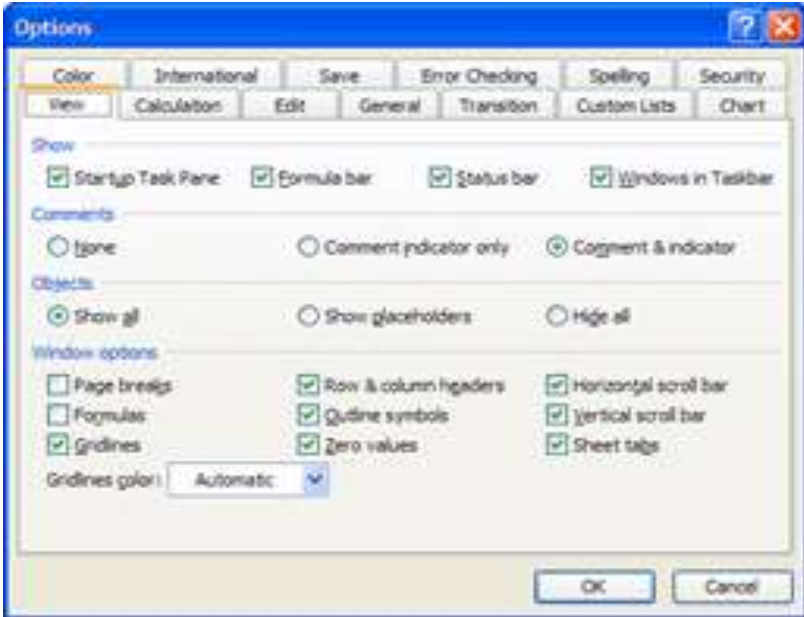 Options
Color International Save Error Checking Spelling Security
View Calculation Edit General Transition Custom Lists Chart
Show
Startup Task Pane Formula bar Status bar Windows in Taskbar
Comments
None Comment indicator only Comment & indicator
Objects
Show all Show placeholders Hide all
Window options
Page breaks Row & column headers Horizontal scroll bar
Formulas Outline symbols Vertical scroll bar
Gridlines Zero values Sheet tabs
Gridlines color: Automatic
OK Cancel